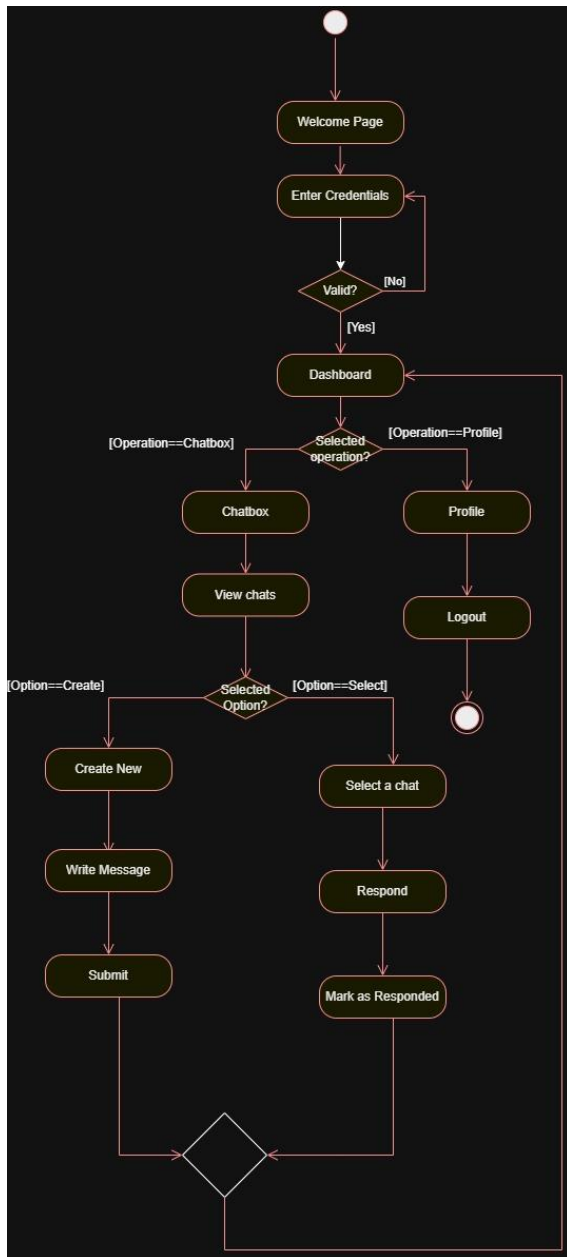 Welcome Page
Enter Credentials
Valid?
[No]
[Yes]
Dashboard
[Operation==Chatbox]
Selected
operation?
[Operation==Profile]
Chatbox
Profile
View chats
Logout
[Option==Create]
Selected
Option?
[Option==Select]
Create New
Select a chat
Write Message
Respond
Submit
Mark as Responded